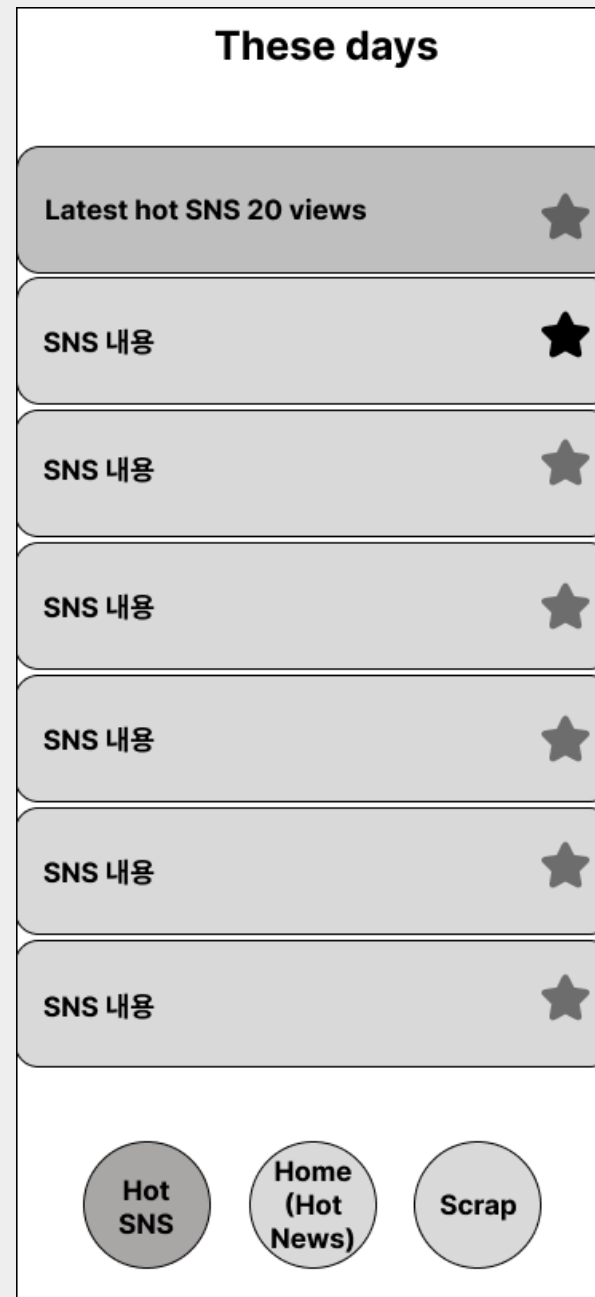 These days
Latest hot SNS 20 views
SNS 내용
SNS 내용
SNS 내용
SNS 내용
SNS 내용
SNS 내용
Hot
SNS
Home
(Hot
News)
Scrap